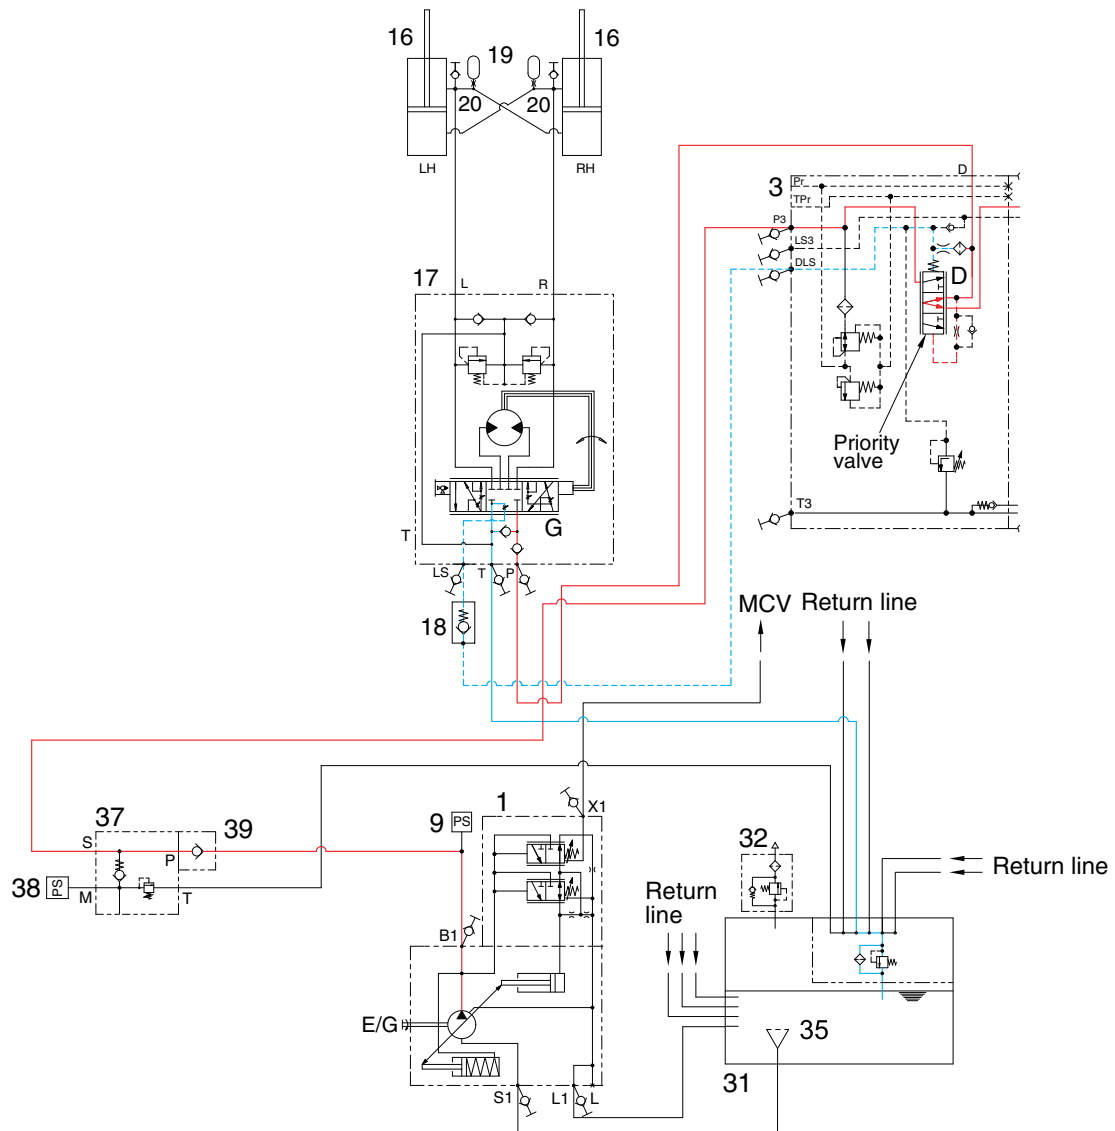 16
19
16
20
20
LH
RH
D
3
Pr
TPr
P3
LS3
DLS
D
17
L
R
Priority
valve
G
T
T3
LS
T
P
18
MCV
Return line
1
X1
37
39
9
PS
S
P
32
38
PS
M
T
Return
line
Return line
B1
E/G
35
31
S1
L1
L